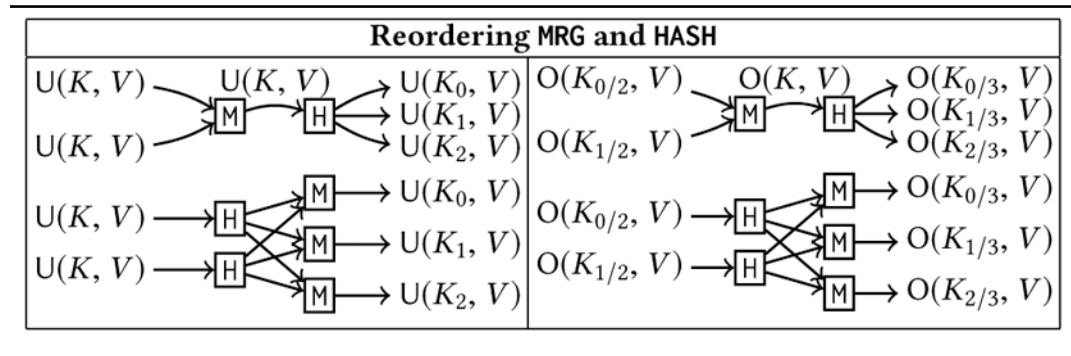 Reordering MRG and HASH
U(K, V) U(K, V) U(K₀, V)
M H U(K₁, V)
U(K, V) U(K₂, V)
H M U(K₀, V)
U(K, V)
M U(K₁, V)
U(K, V) H
M U(K₂, V)
O(K₀/₂, V) O(K, V) O(K₀/₃, V)
M H O(K₁/₃, V)
O(K₁/₂, V) O(K₂/₃, V)
M O(K₀/₃, V)
O(K₀/₂, V) H
M O(K₁/₃, V)
O(K₁/₂, V) H
M O(K₂/₃, V)